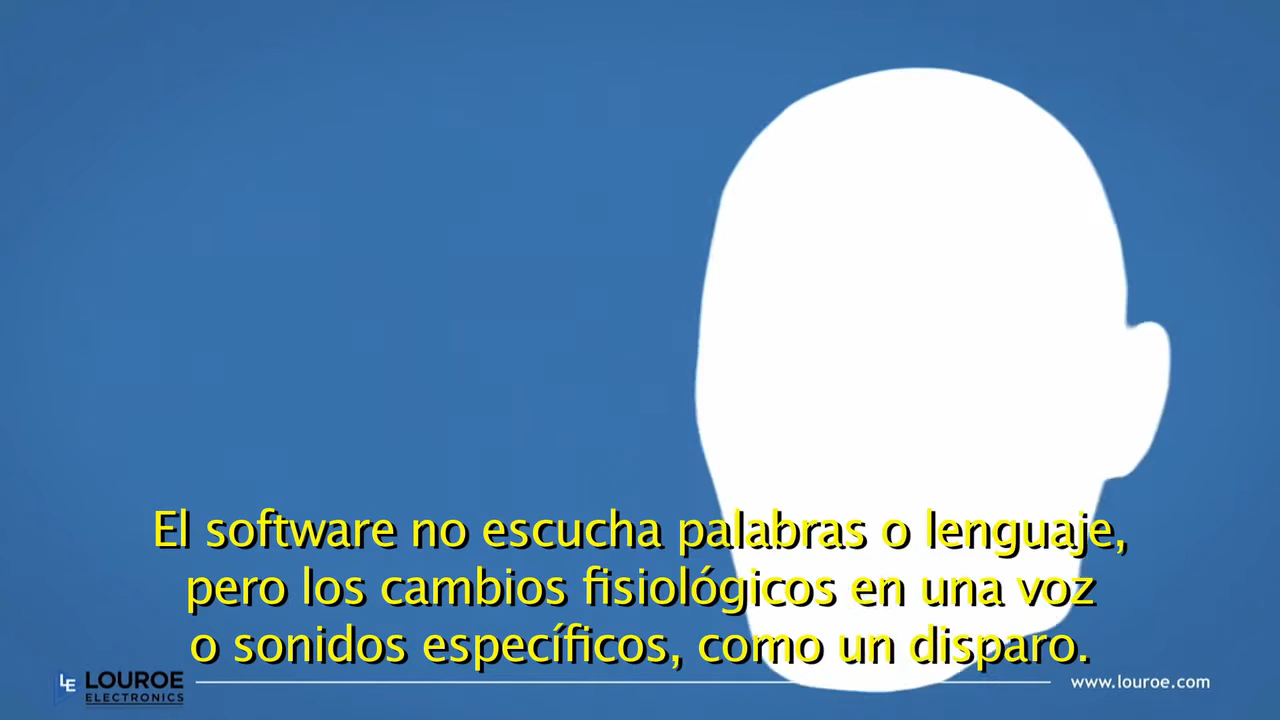 El software no escucha palabras o lenguaje,
pero los cambios fisiológicos en una voz
o sonidos específicos, como un disparo.
LE LOUROE
ELECTRONICS
www.louroe.com